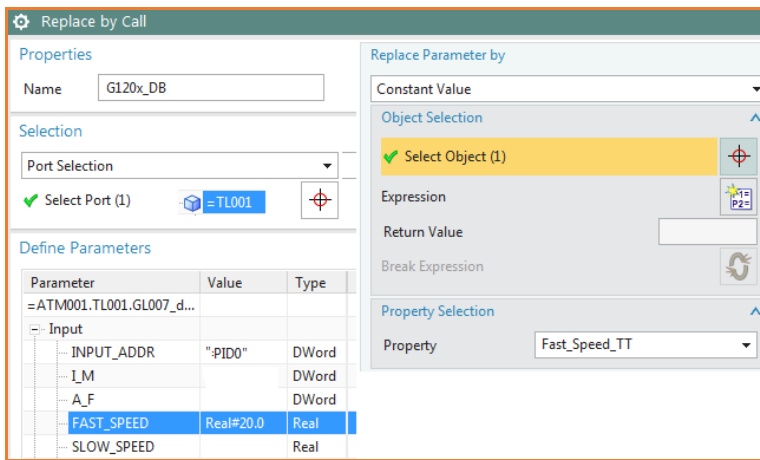 Replace by Call
Properties
Name G120x_DB
Selection
Port Selection
Select Port (1) =TL001
Define Parameters
Parameter Value Type
=ATM001.TL001.GL007_d...
Input
INPUT_ADDR ":PID0" DWord
I_M DWord
A_F DWord
FAST_SPEED Real#20.0 Real
SLOW_SPEED Real
Replace Parameter by
Constant Value
Object Selection
Select Object (1)
Expression P1= P2=
Return Value
Break Expression
Property Selection
Property Fast_Speed_TT